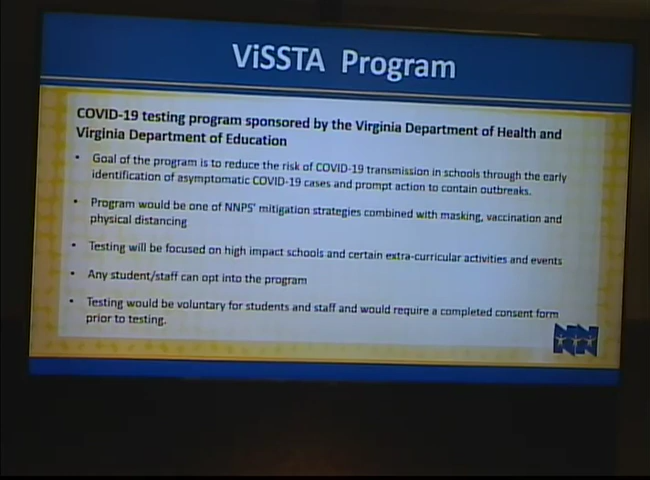 ViSSTA Program
COVID-19 testing program sponsored by the Virginia Department of Health and
Virginia Department of Education
• Goal of the program is to reduce the risk of COVID-19 transmission in schools through the early
identification of asymptomatic COVID-19 cases and prompt action to contain outbreaks.
• Program would be one of NNPS' mitigation strategies combined with masking, vaccination and
physical distancing
• Testing will be focused on high impact schools and certain extra-curricular activities and events
• Any student/staff can opt into the program
• Testing would be voluntary for students and staff and would require a completed consent form
prior to testing.
NN